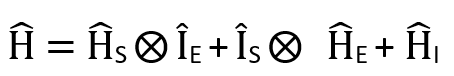 Ĥ = Ĥ_S ⊗ Î_E + Î_S ⊗ Ĥ_E + Ĥ_I